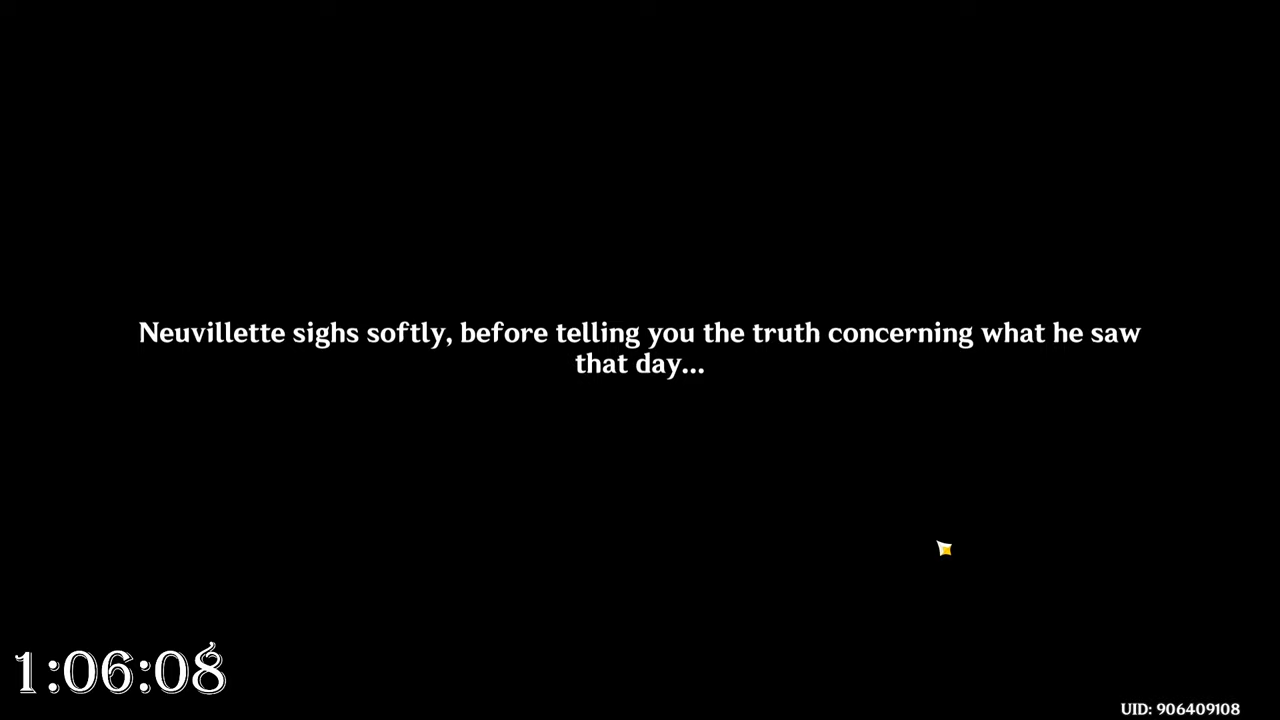 Neuvillette sighs softly, before telling you the truth concerning what he saw
that day...
1:06:08
UID: 906409108